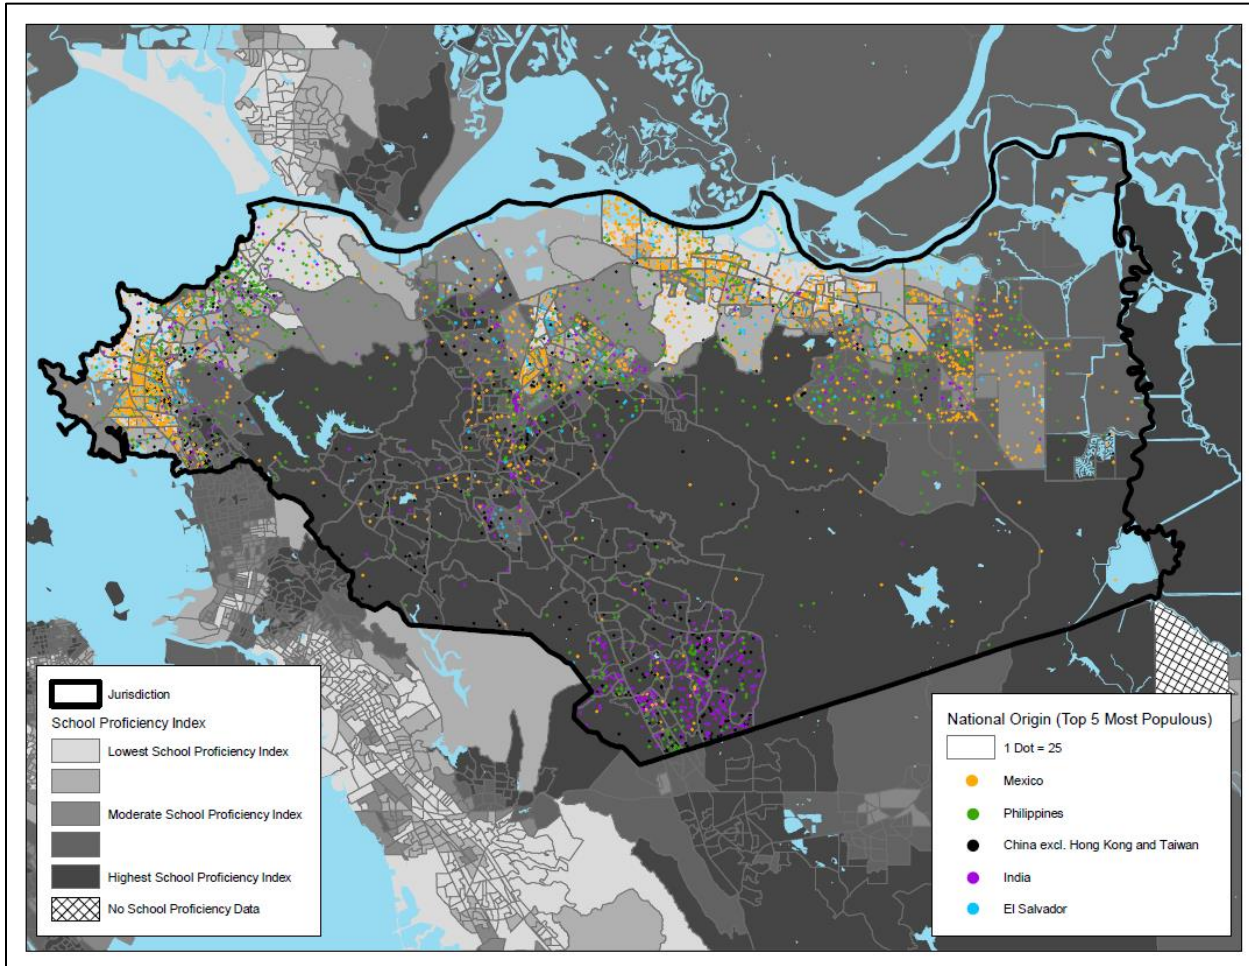 Jurisdiction
School Proficiency Index
Lowest School Proficiency Index
Moderate School Proficiency Index
Highest School Proficiency Index
No School Proficiency Data
National Origin (Top 5 Most Populous)
1 Dot = 25
Mexico
Philippines
China excl. Hong Kong and Taiwan
India
El Salvador